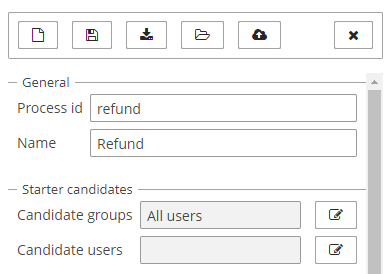 General
Process id refund
Name Refund
Starter candidates
Candidate groups All users
Candidate users